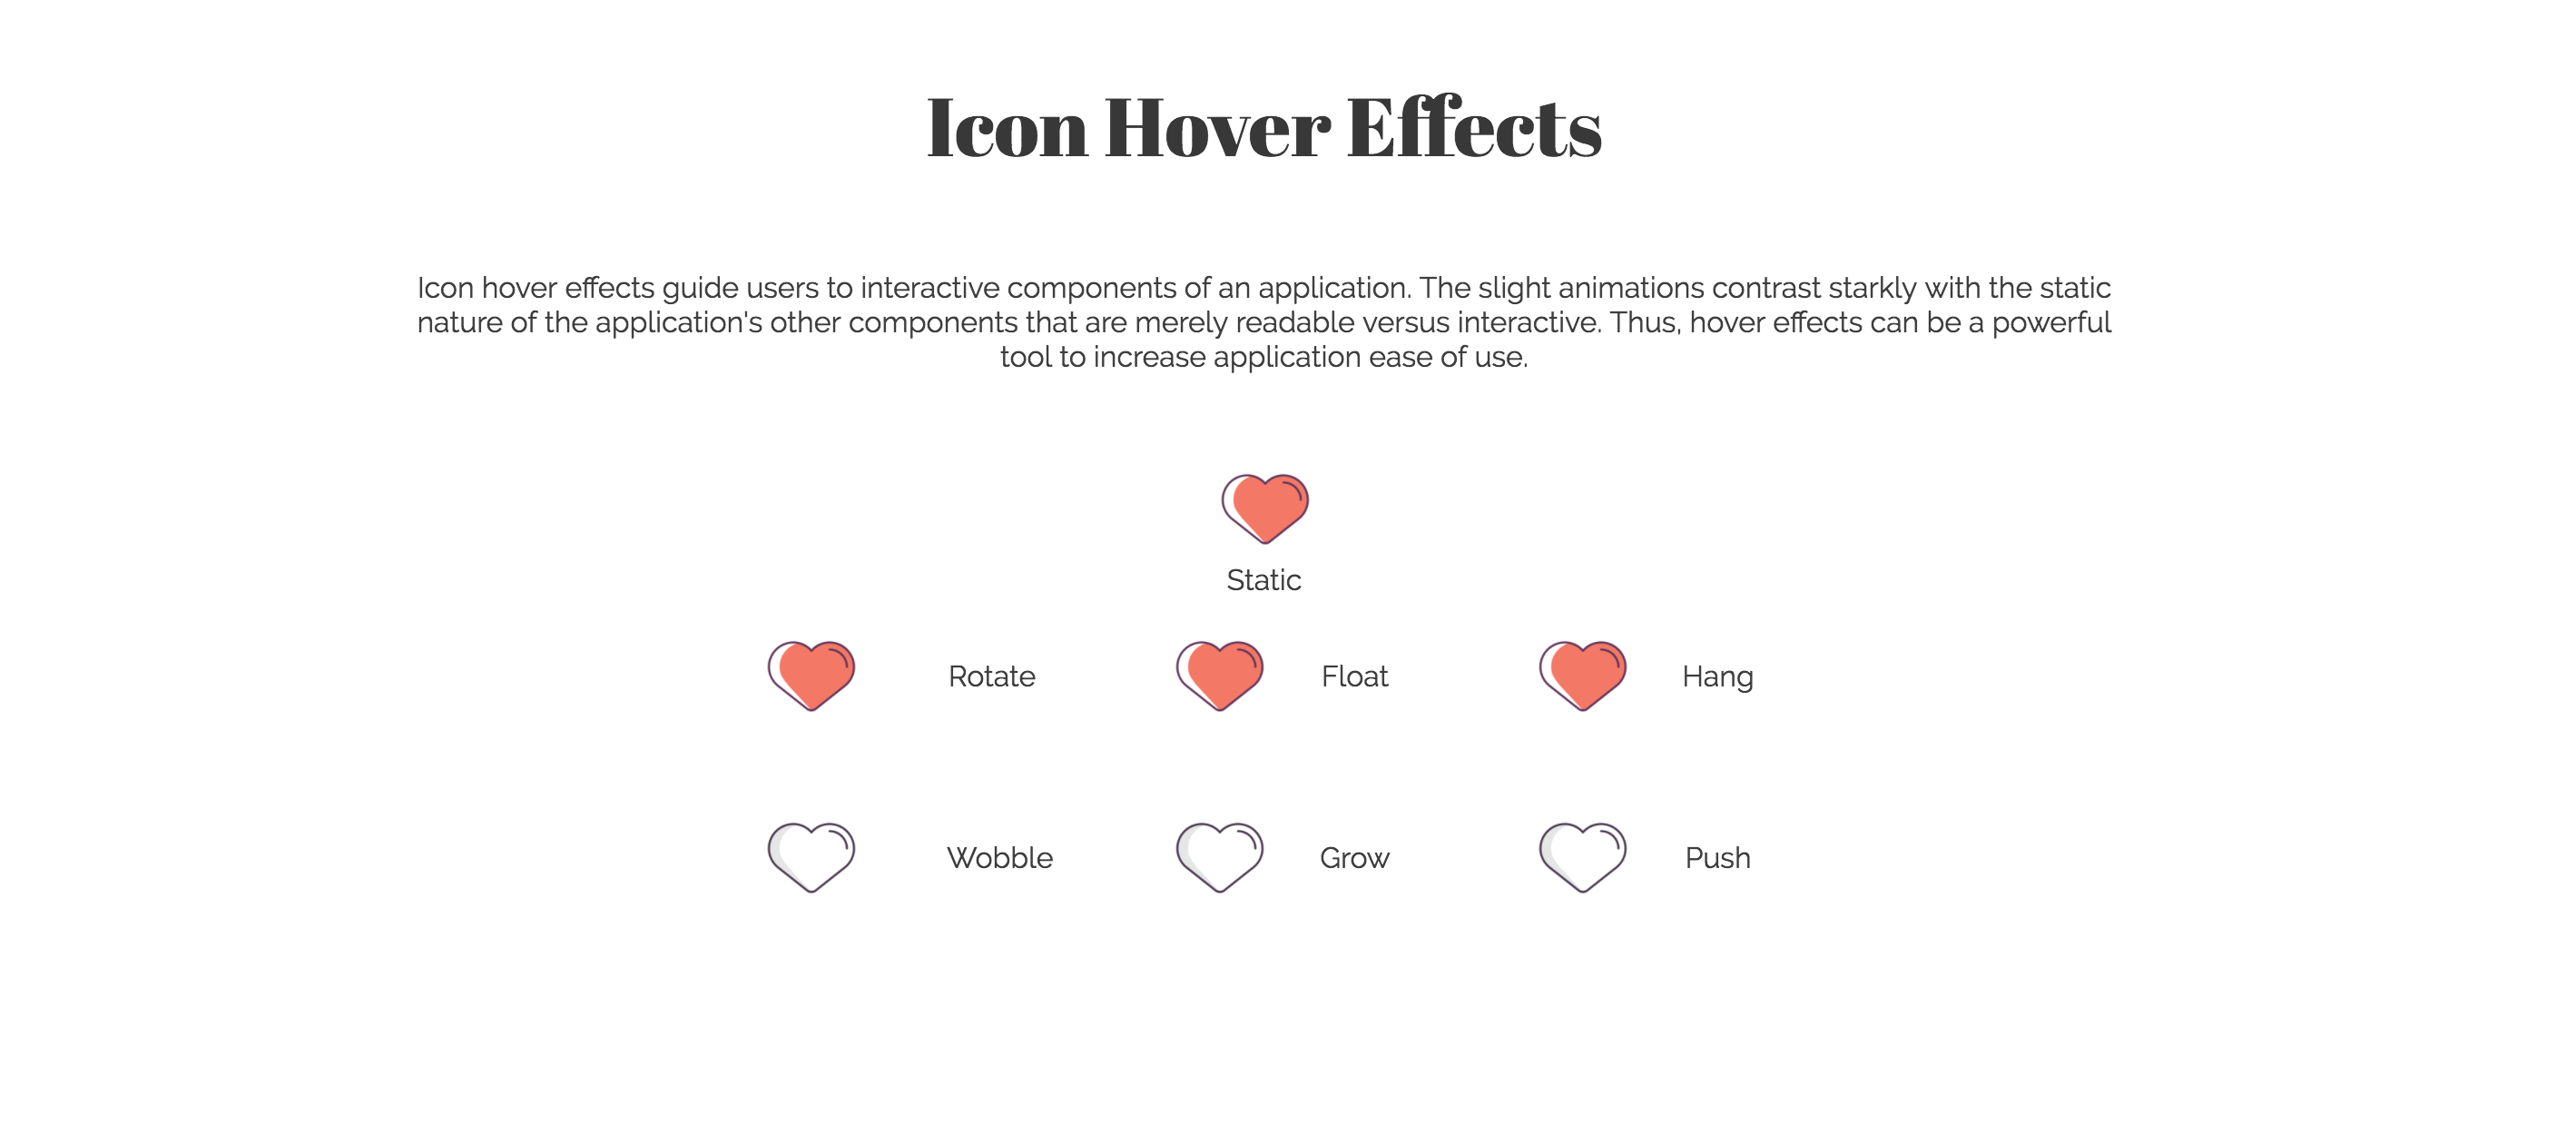 Icon Hover Effects
Icon hover effects guide users to interactive components of an application. The slight animations contrast starkly with the static
nature of the application's other components that are merely readable versus interactive. Thus, hover effects can be a powerful
tool to increase application ease of use.
Static
Rotate Float Hang
Wobble Grow Push